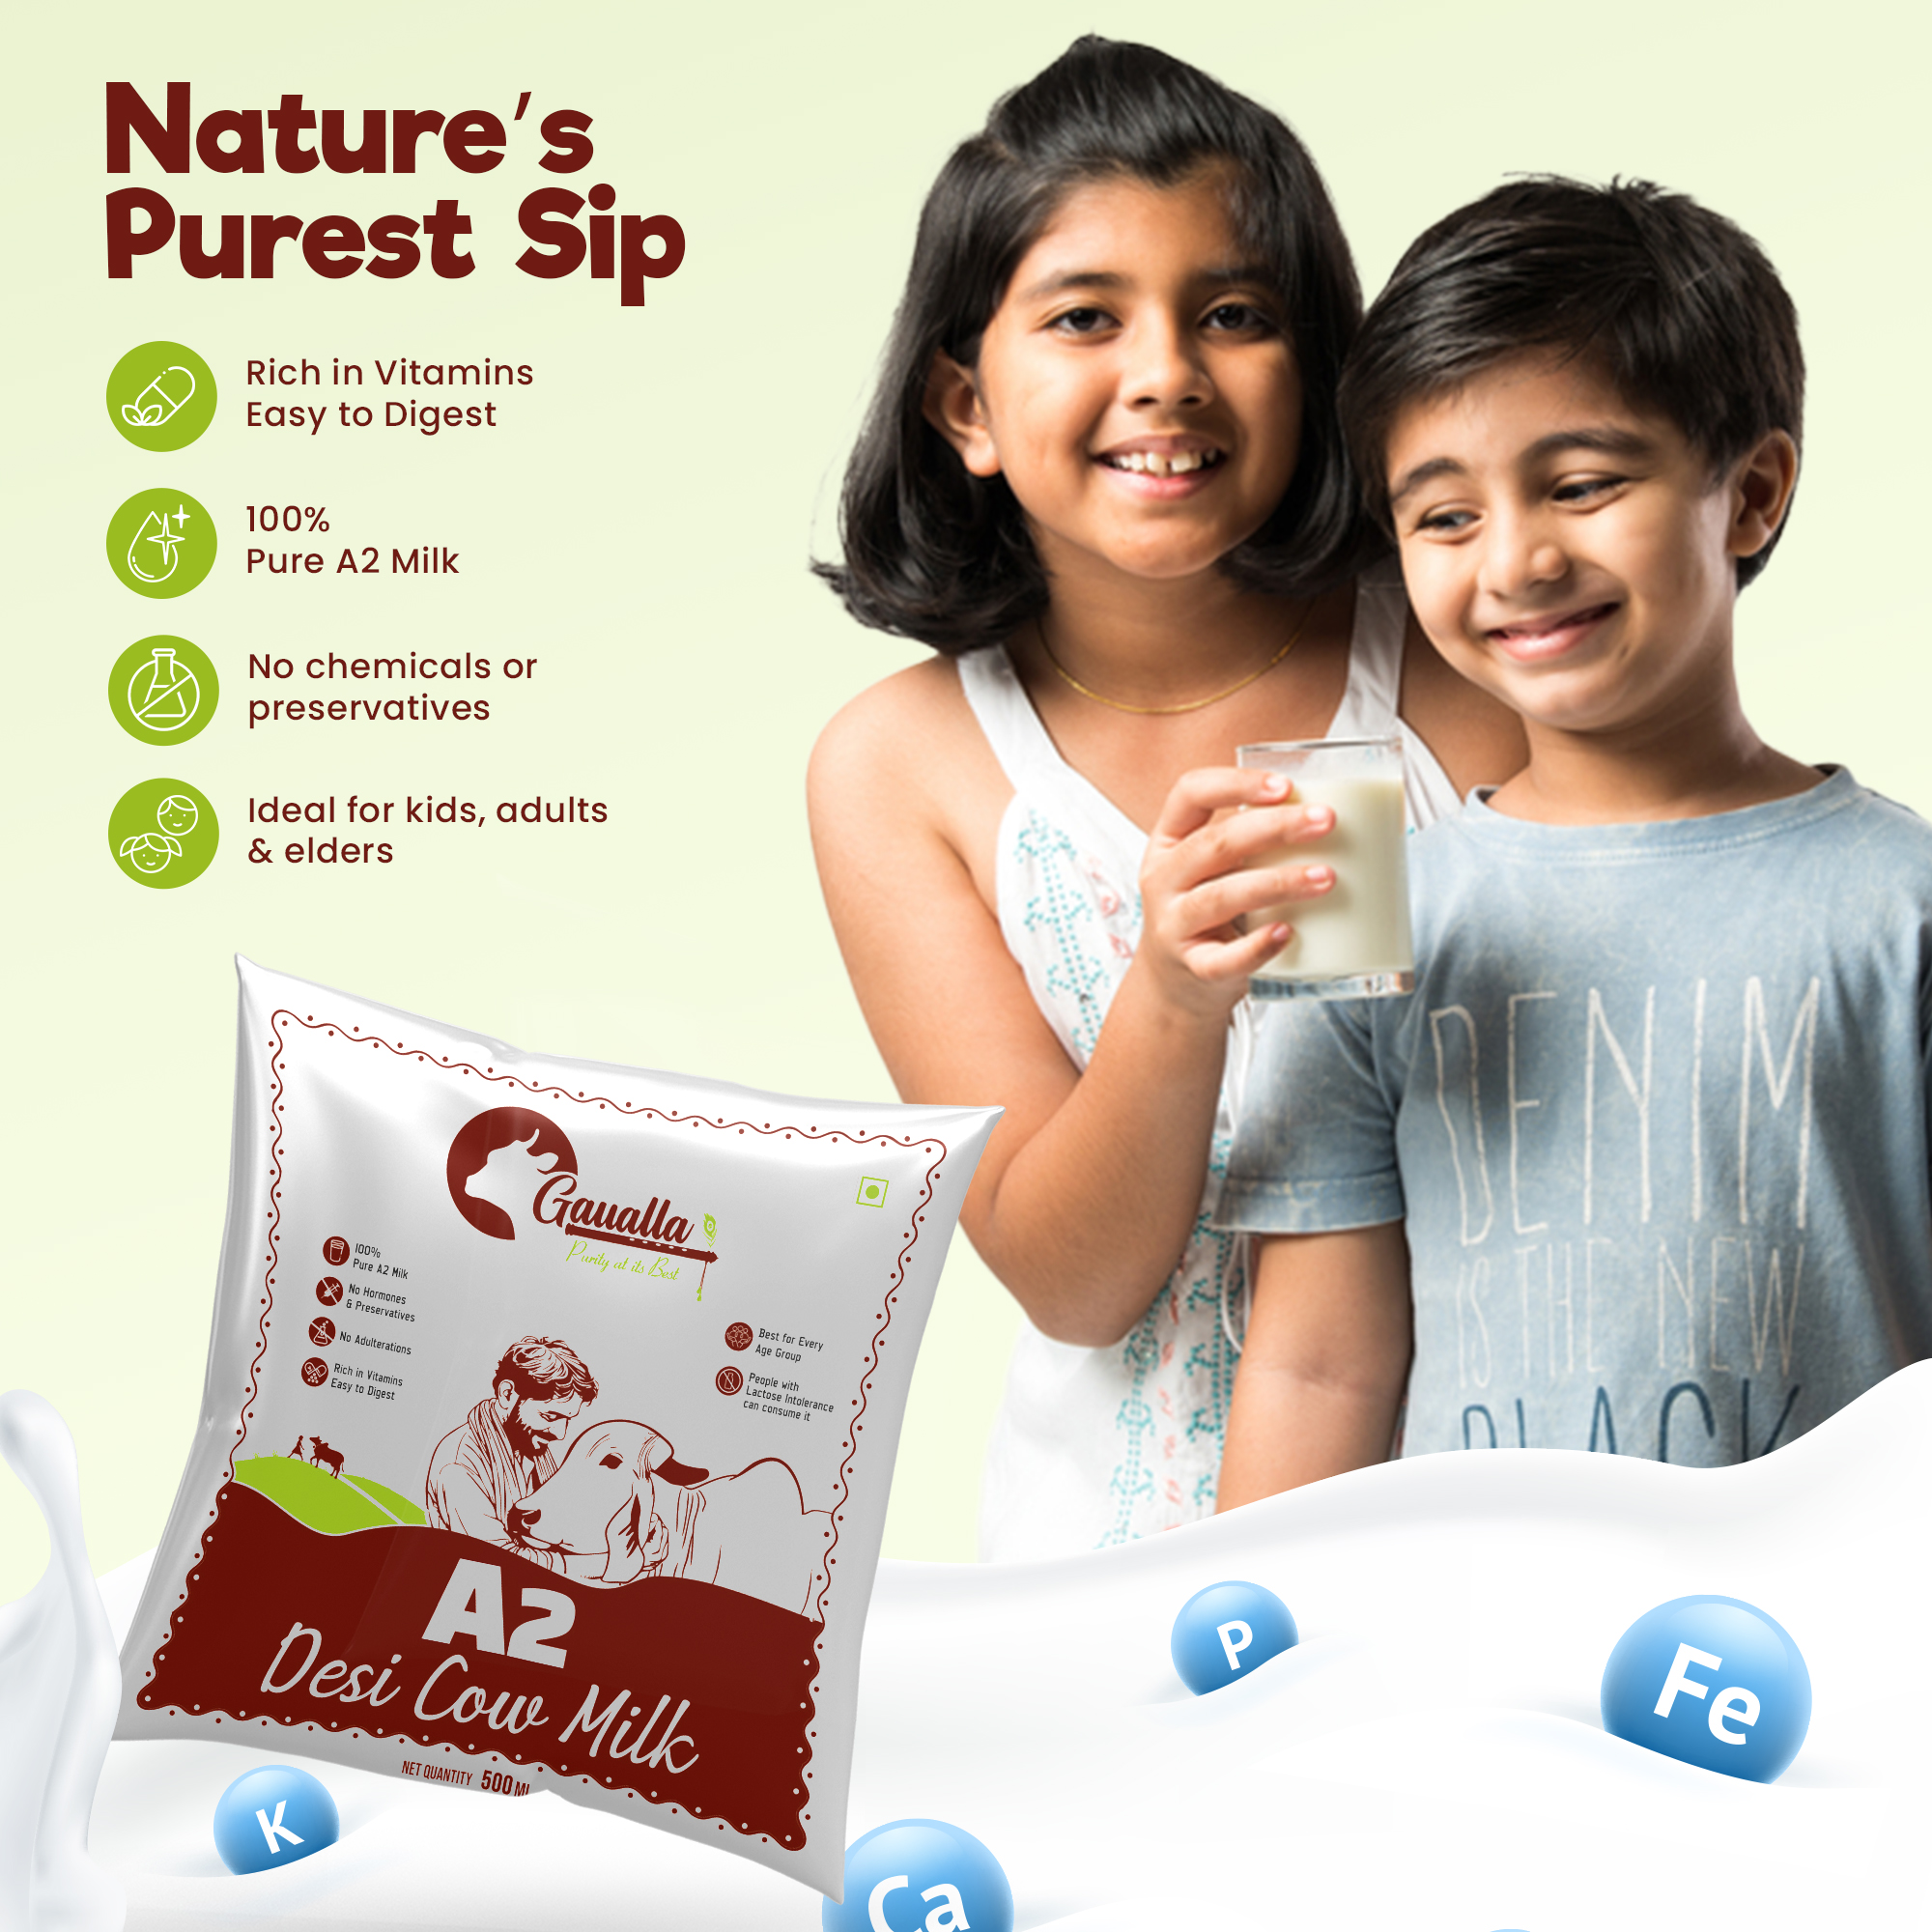 Nature's
Purest Sip
Rich in Vitamins
Easy to Digest
100%
Pure A2 Milk
No chemicals or
preservatives
Ideal for kids, adults
& elders
Gaualla
Purity at its Best
100%
Pure A2 Milk
No Hormones
& Preservatives
No Adulterations
Rich in Vitamins
Easy to Digest
Best for Every
Age Group
People with
Lactose Intolerance
can consume it
A2
Desi Cow Milk
NET QUANTITY 500 ML
DENIM
IS THE NEW
BLACK
P
Fe
K
Ca